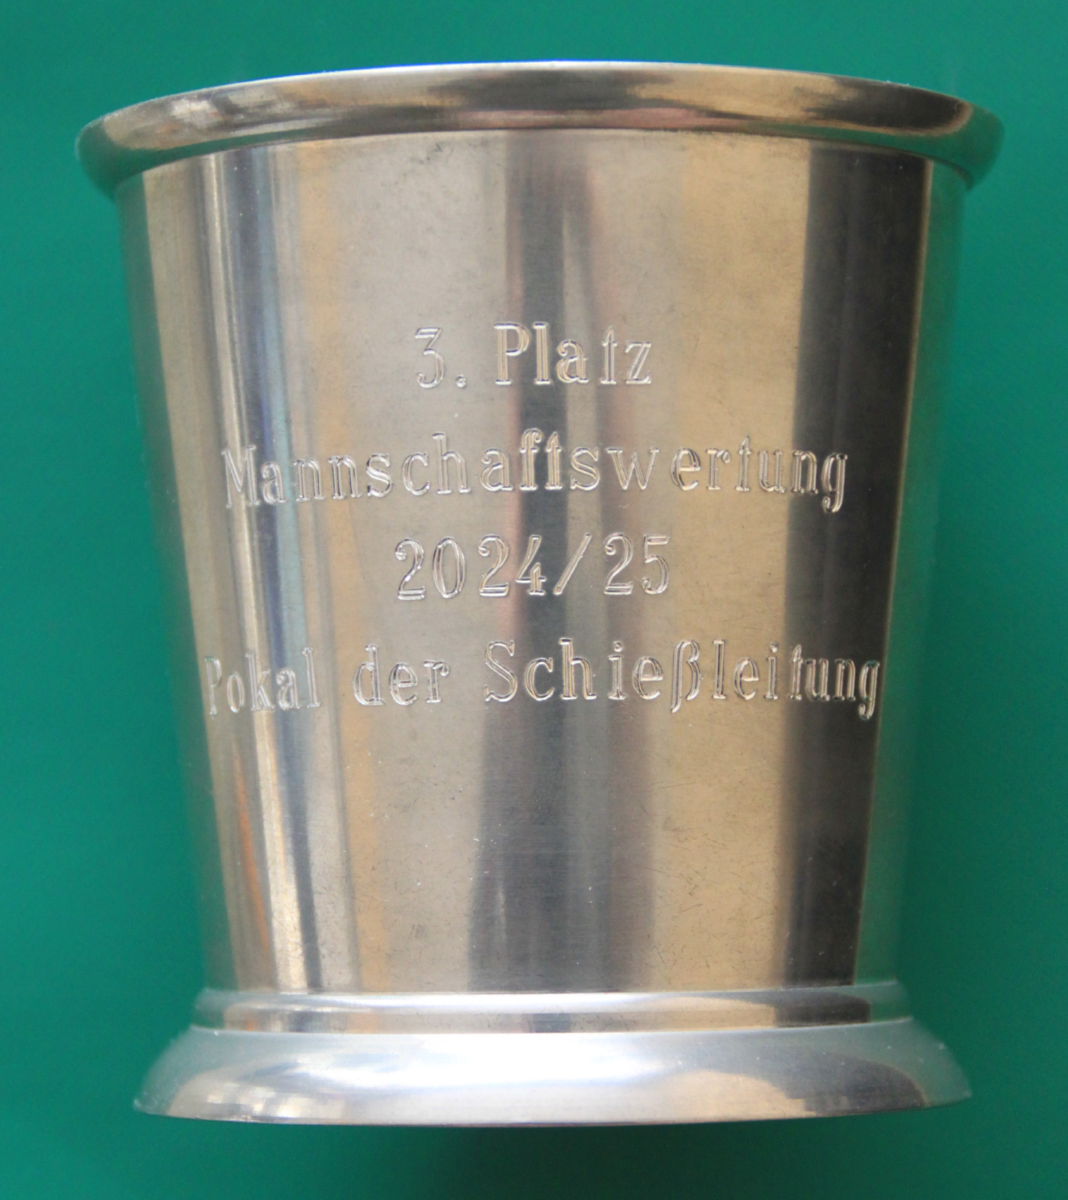 3. Platz
Mannschaftswertung
2024/25
Pokal der Schießleitung